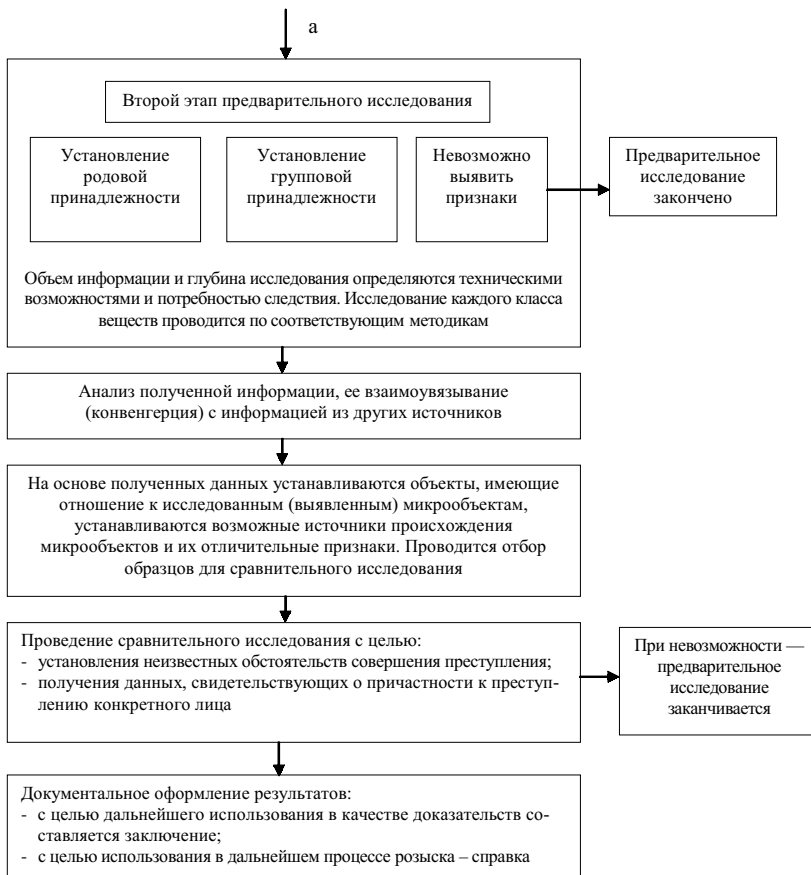 а
Второй этап предварительного исследования
Установление
родовой
принадлежности
Установление
групповой
принадлежности
Невозможно
выявить
признаки
Предварительное
исследование
закончено
Объем информации и глубина исследования определяются техническими
возможностями и потребностью следствия. Исследование каждого класса
веществ проводится по соответствующим методикам
Анализ полученной информации, ее взаимоувязывание
(конвенгерция) с информацией из других источников
На основе полученных данных устанавливаются объекты, имеющие
отношение к исследованным (выявленным) микрообъектам,
устанавливаются возможные источники происхождения
микрообъектов и их отличительные признаки. Проводится отбор
образцов для сравнительного исследования
Проведение сравнительного исследования с целью:
- установления неизвестных обстоятельств совершения преступления;
- получения данных, свидетельствующих о причастности к преступ-
лению конкретного лица
При невозможности —
предварительное
исследование
заканчивается
Документальное оформление результатов:
- с целью дальнейшего использования в качестве доказательств со-
ставляется заключение;
- с целью использования в дальнейшем процессе розыска – справка